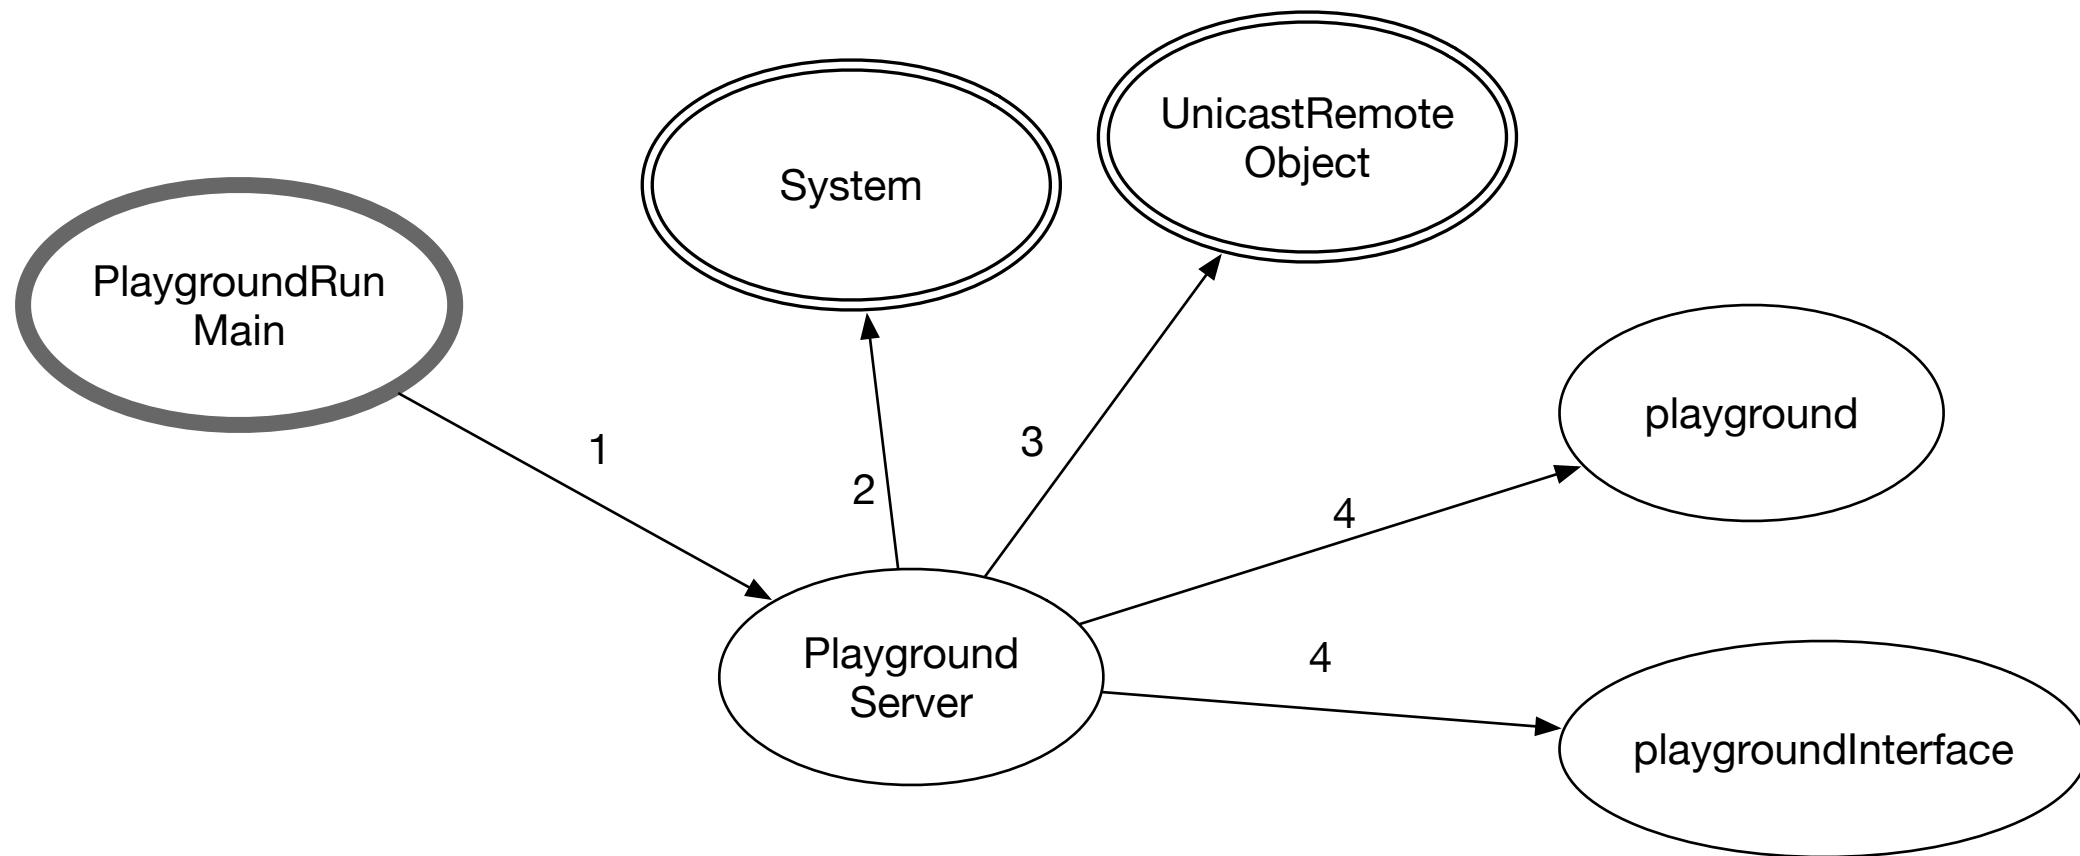 UnicastRemote
Object
System
PlaygroundRun
Main
playground
1
2
3
4
Playground
Server
4
playgroundInterface